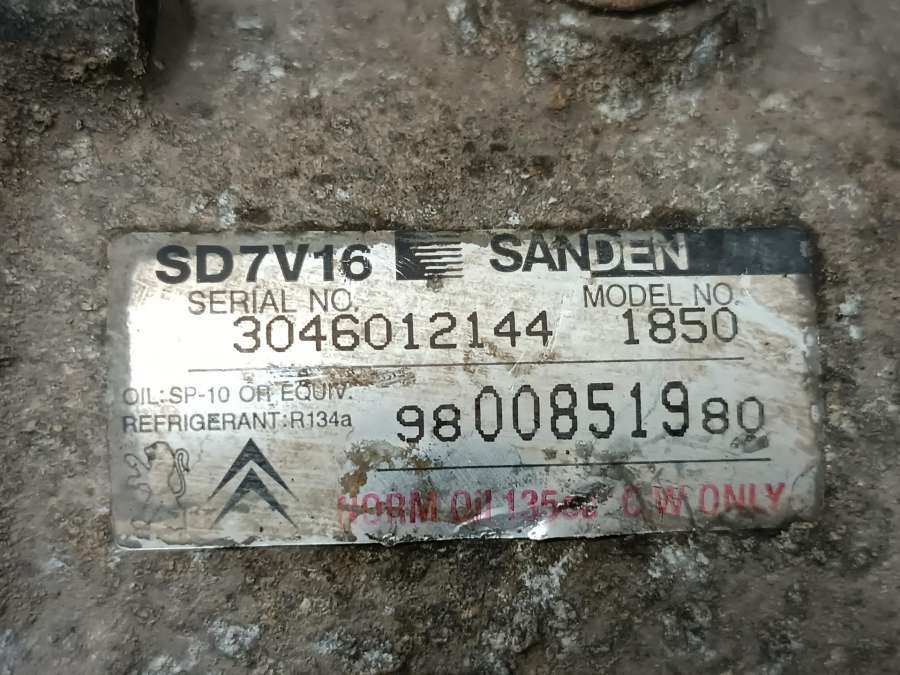 SD7V16 SANDEN
SERIAL NO. MODEL NO.
3046012144 1850
OIL:SP-10 OR EQUIV.
REFRIGERANT:R134a
9800851980
NORM OIL 135cc C.W ONLY